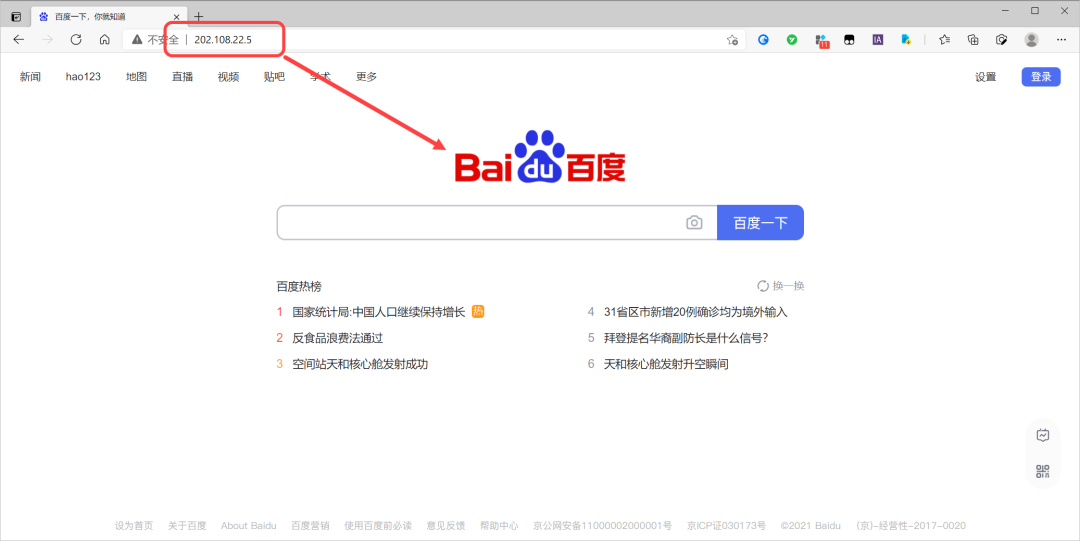 百度一下，你就知道
不安全 | 202.108.22.5
11
IA
新闻 hao123 地图 直播 视频 贴吧 学术 更多 设置 登录
Bai du 百度
百度一下
百度热榜 换一换
1 国家统计局:中国人口继续保持增长 热
4 31省区市新增20例确诊均为境外输入
2 反食品浪费法通过
5 拜登提名华裔副防长是什么信号?
3 空间站天和核心舱发射成功
6 天和核心舱发射升空瞬间
设为首页 关于百度 About Baidu 百度营销 使用百度前必读 意见反馈 帮助中心 京公网安备11000002000001号 京ICP证030173号 ©2021 Baidu (京)-经营性-2017-0020